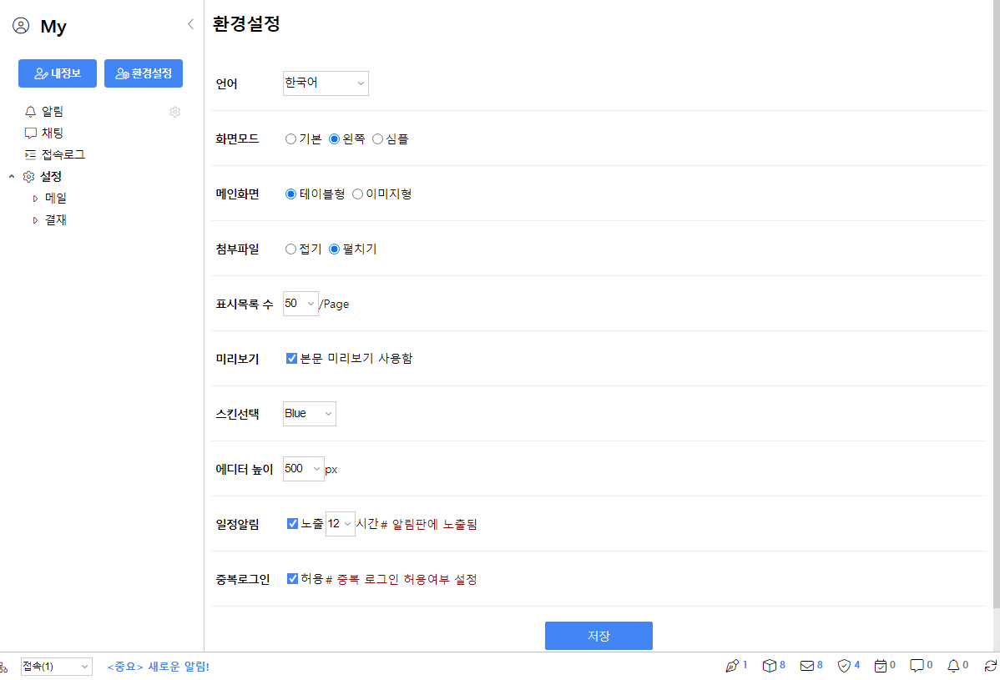 My
내정보 환경설정
알림
채팅
접속로그
설정
메일
결재
환경설정
언어 한국어
화면모드 기본 왼쪽 심플
메인화면 테이블형 이미지형
첨부파일 접기 펼치기
표시목록 수 50 /Page
미리보기 본문 미리보기 사용함
스킨선택 Blue
에디터 높이 500 px
일정알림 노출 12 시간 # 알림판에 노출됨
중복로그인 허용 # 중복 로그인 허용여부 설정
저장
접속(1) <중요> 새로운 알림! 1 8 8 4 0 0 0